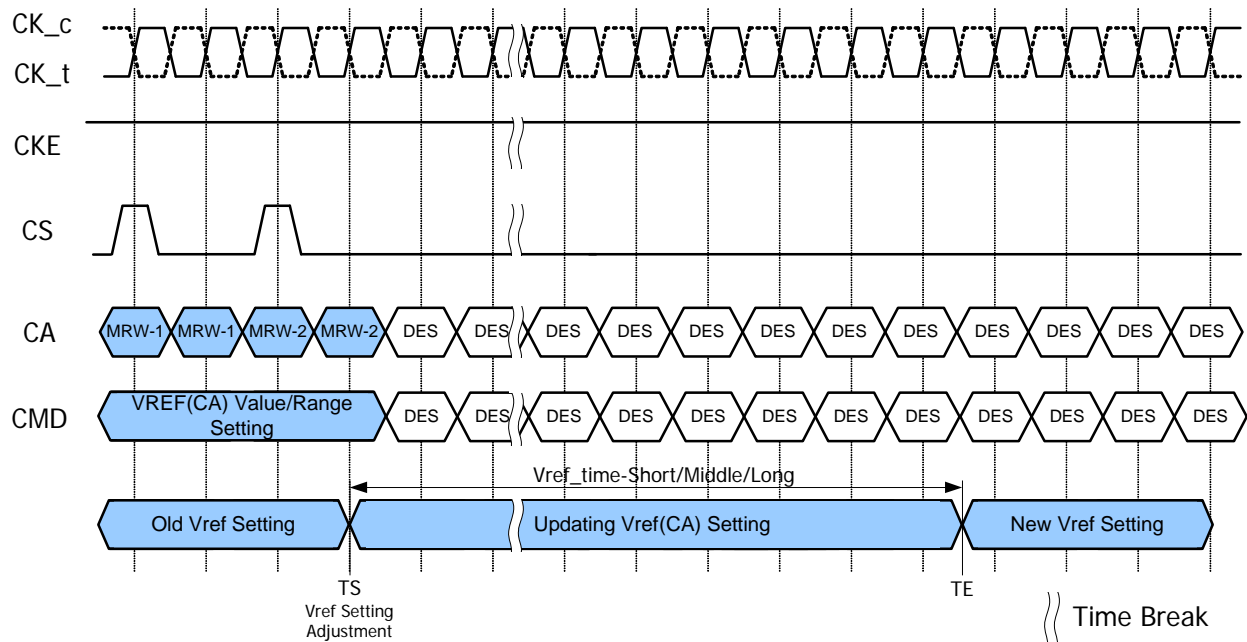 CK_c
CK_t
CKE
CS
CA MRW-1 MRW-1 MRW-2 MRW-2 DES DES DES DES DES DES DES DES DES DES DES DES
CMD VREF(CA) Value/Range DES DES DES DES DES DES DES DES DES DES DES DES
Setting
Vref_time-Short/Middle/Long
Old Vref Setting Updating Vref(CA) Setting New Vref Setting
TS TE
Vref Setting
Adjustment
Time Break